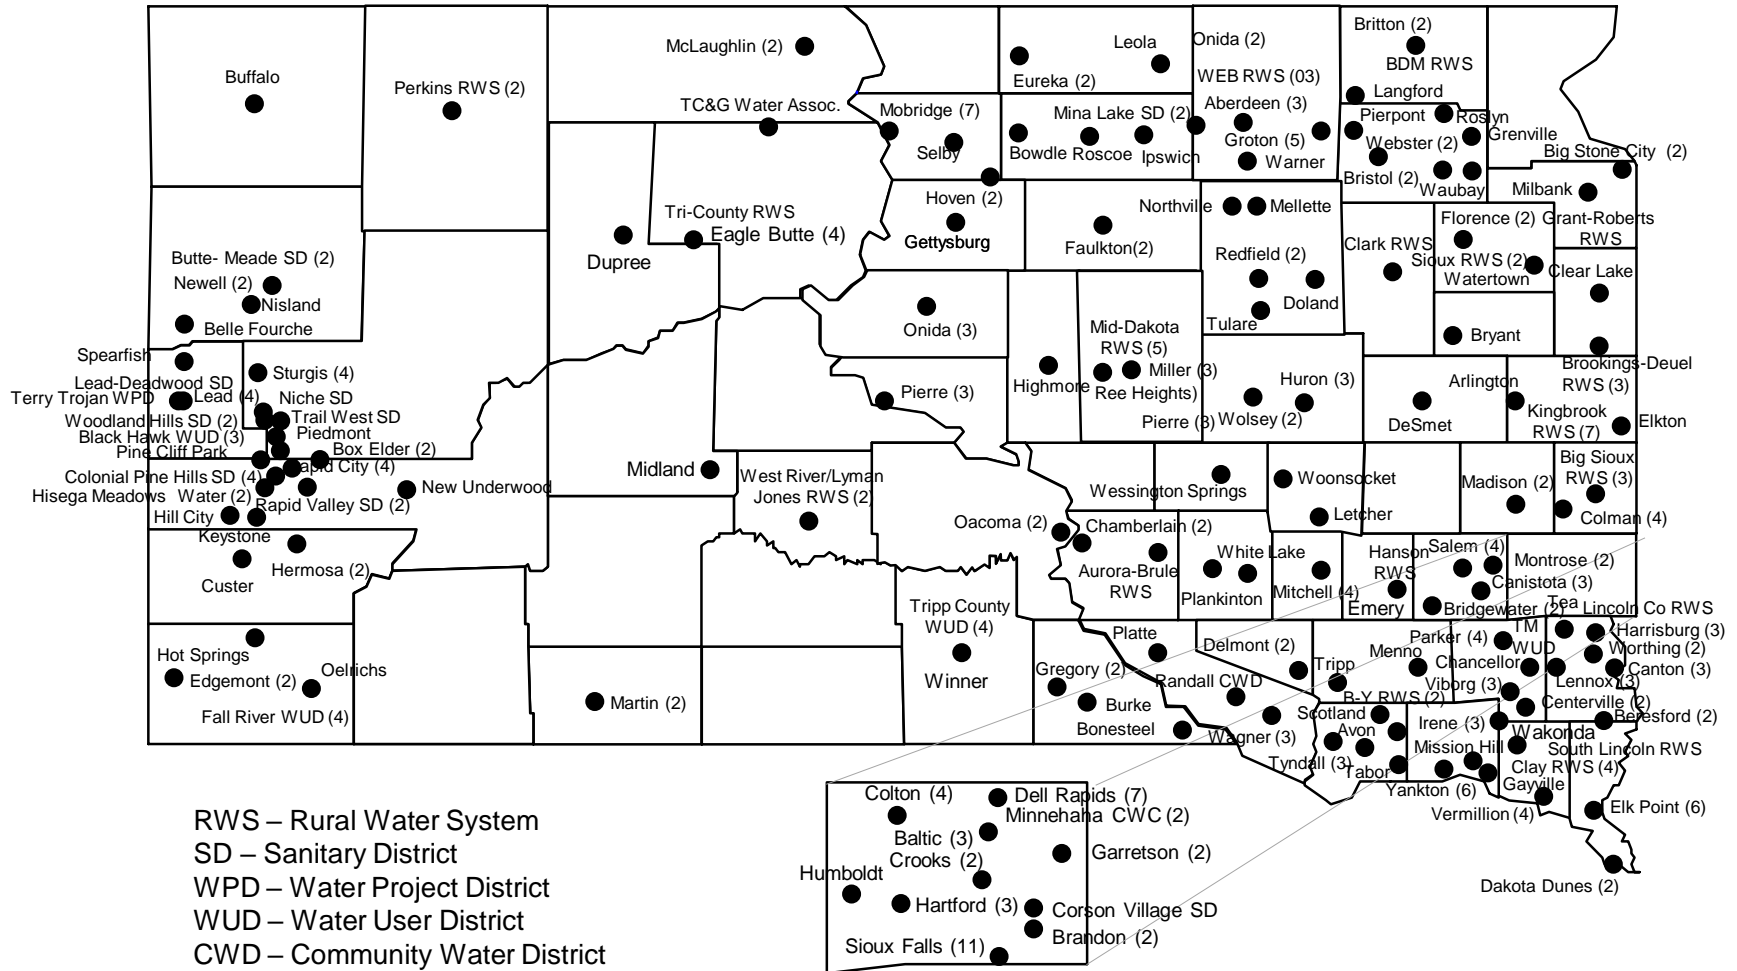 McLaughlin (2)
Buffalo
Perkins RWS (2)
TC&G Water Assoc.
Leola
Eureka (2)
Onida (2)
WEB RWS (03)
Aberdeen (3)
Groton (5)
Warner
Britton (2)
BDM RWS
Langford
Pierpont
Roslyn
Grenville
Webster (2)
Bristol (2)
Waubay
Big Stone City (2)
Milbank
Grant-Roberts
RWS
Mobridge (7)
Selby
Mina Lake SD (2)
Bowdle
Roscoe
Ipswich
Hoven (2)
Gettysburg
Faulkton(2)
Northville
Mellette
Redfield (2)
Doland
Tulare
Clark RWS
Florence (2)
Sioux RWS (2)
Watertown
Clear Lake
Bryant
Tri-County RWS
Eagle Butte (4)
Dupree
Butte- Meade SD (2)
Newell (2)
Nisland
Belle Fourche
Spearfish
Lead-Deadwood SD
Terry Trojan WPD
Lead (4)
Sturgis (4)
Niche SD
Woodland Hills SD (2)
Trail West SD
Black Hawk WUD (3)
Piedmont
Pine Cliff Park
Box Elder (2)
Rapid City (4)
Colonial Pine Hills SD (4)
Hisega Meadows Water (2)
Rapid Valley SD (2)
New Underwood
Hill City
Keystone
Hermosa (2)
Custer
Hot Springs
Edgemont (2)
Oelrichs
Fall River WUD (4)
Onida (3)
Pierre (3)
Highmore
Mid-Dakota
RWS (5)
Miller (3)
Ree Heights)
Pierre (3)
Huron (3)
Wolsey (2)
DeSmet
Arlington
Brookings-Deuel
RWS (3)
Kingbrook
RWS (7)
Elkton
Midland
West River/Lyman
Jones RWS (2)
Wessington Springs
Woonsocket
Letcher
Madison (2)
Big Sioux
RWS (3)
Colman (4)
Oacoma (2)
Chamberlain (2)
Aurora-Brule
RWS
White Lake
Plankinton
Mitchell (4)
Hanson
RWS
Emery
Salem (4)
Montrose (2)
Canistota (3)
Bridgewater (2)
Tea
Lincoln Co RWS
Harrisburg (3)
Worthing (2)
Canton (3)
Lennox (3)
Parker (4)
TM
WUD
Chancellor
Menno
Viborg (3)
Centerville (2)
Beresford (2)
Tripp County
WUD (4)
Winner
Martin (2)
Gregory (2)
Burke
Bonesteel
Platte
Delmont (2)
Tripp
Randall CWD
Wagner (3)
B-Y RWS (2)
Scotland
Avon
Tyndall (3)
Tabor
Irene (3)
Wakonda
Mission Hill
South Lincoln RWS
Clay RWS (4)
Gayville
Yankton (6)
Vermillion (4)
Elk Point (6)
Dakota Dunes (2)
Colton (4)
Dell Rapids (7)
Minnehaha CWC (2)
Baltic (3)
Crooks (2)
Garretson (2)
Humboldt
Hartford (3)
Corson Village SD
Brandon (2)
Sioux Falls (11)
RWS – Rural Water System
SD – Sanitary District
WPD – Water Project District
WUD – Water User District
CWD – Community Water District